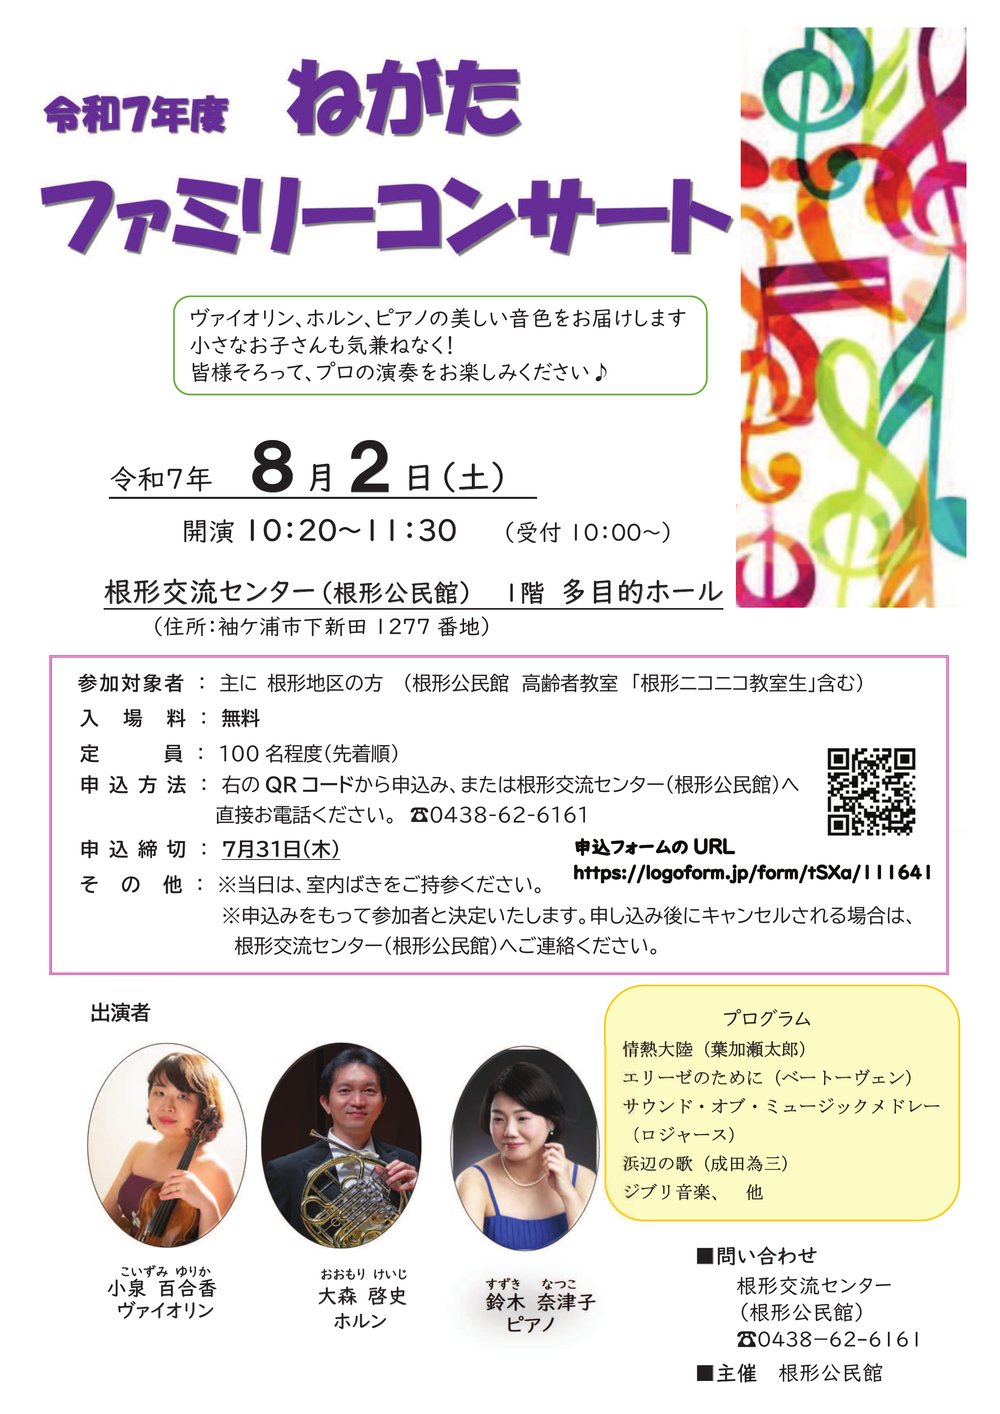 令和7年度 ねがた
ファミリーコンサート
ヴァイオリン、ホルン、ピアノの美しい音色をお届けします
小さなお子さんも気兼ねなく！
皆様そろって、プロの演奏をお楽しみください♪
令和7年 8月2日（土）
開演 10：20～11：30 （受付 10：00～）
根形交流センター（根形公民館） 1階 多目的ホール
（住所：袖ケ浦市下新田 1277 番地）
参加対象者 ： 主に 根形地区の方 （根形公民館 高齢者教室 「根形ニコニコ教室生」含む）
入場料 ： 無料
定員 ： 100 名程度（先着順）
申込方法 ： 右の QR コードから申込み、または根形交流センター（根形公民館）へ
直接お電話ください。 ☎0438-62-6161
申込締切 ： 7月31日（木）
申込フォームの URL
https://logoform.jp/form/tSXa/111641
その他 ： ※当日は、室内ばきをご持参ください。
※申込みをもって参加者と決定いたします。申し込み後にキャンセルされる場合は、
根形交流センター（根形公民館）へご連絡ください。
出演者
こいずみ ゆりか
小泉 百合香
ヴァイオリン
おおもり けいじ
大森 啓史
ホルン
すずき なつこ
鈴木 奈津子
ピアノ
プログラム
情熱大陸（葉加瀬太郎）
エリーゼのために（ベートーヴェン）
サウンド・オブ・ミュージックメドレー
（ロジャース）
浜辺の歌（成田為三）
ジブリ音楽、 他
■問い合わせ
根形交流センター
（根形公民館）
☎0438－62-6161
■主催 根形公民館